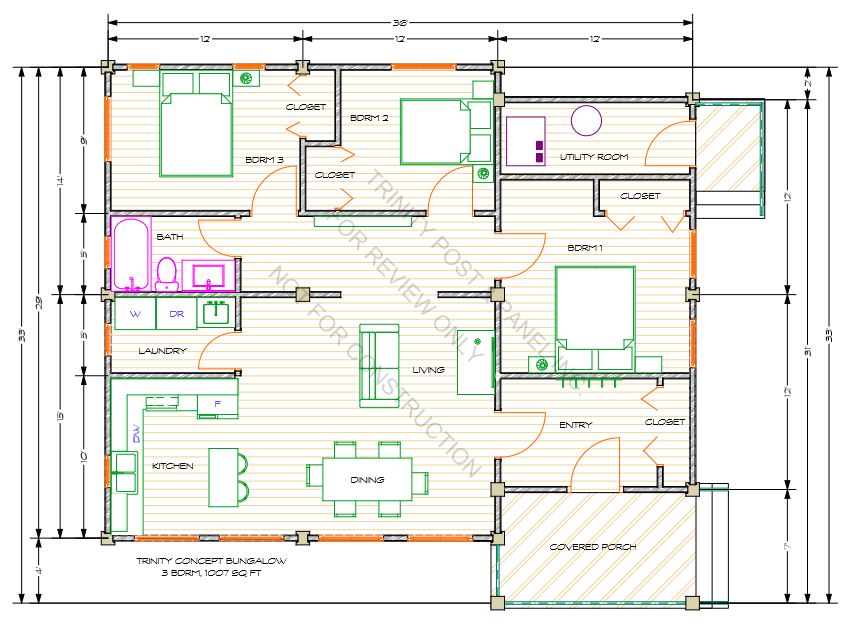 36'
12'
12'
12'
CLOSET
BDRM 2
BDRM 3
CLOSET
UTILITY ROOM
CLOSET
BATH
BDRM 1
W
DR
LAUNDRY
LIVING
F
DW
KITCHEN
DINING
ENTRY
CLOSET
COVERED PORCH
TRINITY CONCEPT BUNGALOW
3 BDRM, 1007 SQ FT
TRINITY POST & PANEL INC.
FOR REVIEW ONLY
NOT FOR CONSTRUCTION
33'
29'
4'
14'
15'
9'
5'
5'
10'
2'
12'
12'
7'
31'
33'